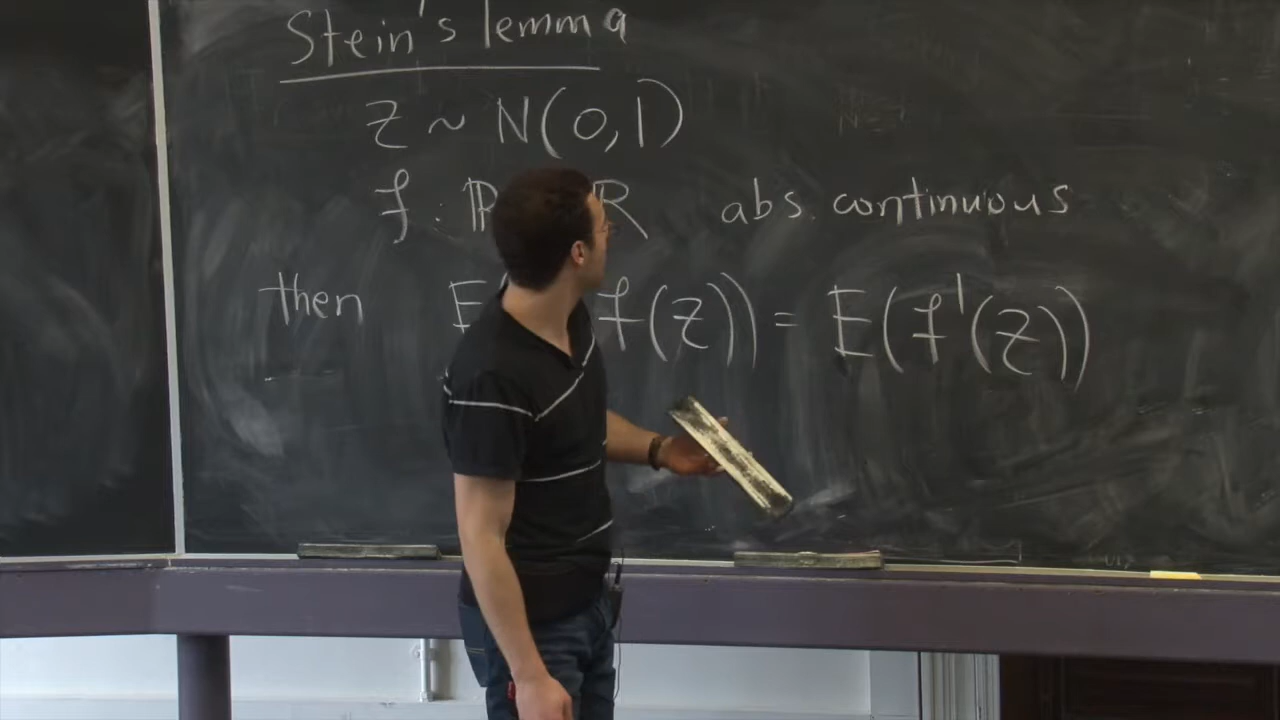 Stein's lemma
Z ~ N(0,1)
f : ℝ ℝ abs. continuous
then E( f(Z)) = E(f'(Z))